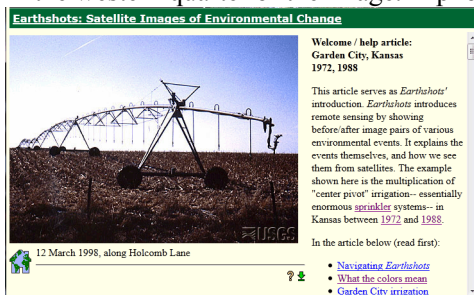 Earthshots: Satellite Images of Environmental Change
USGS
12 March 1998, along Holcomb Lane
?
Welcome / help article:
Garden City, Kansas
1972, 1988
This article serves as Earthshots'
introduction. Earthshots introduces
remote sensing by showing
before/after image pairs of various
environmental events. It explains the
events themselves, and how we see
them from satellites. The example
shown here is the multiplication of
"center pivot" irrigation-- essentially
enormous sprinkler systems-- in
Kansas between 1972 and 1988.
In the article below (read first):
• Navigating Earthshots
• What the colors mean
• Garden City irrigation